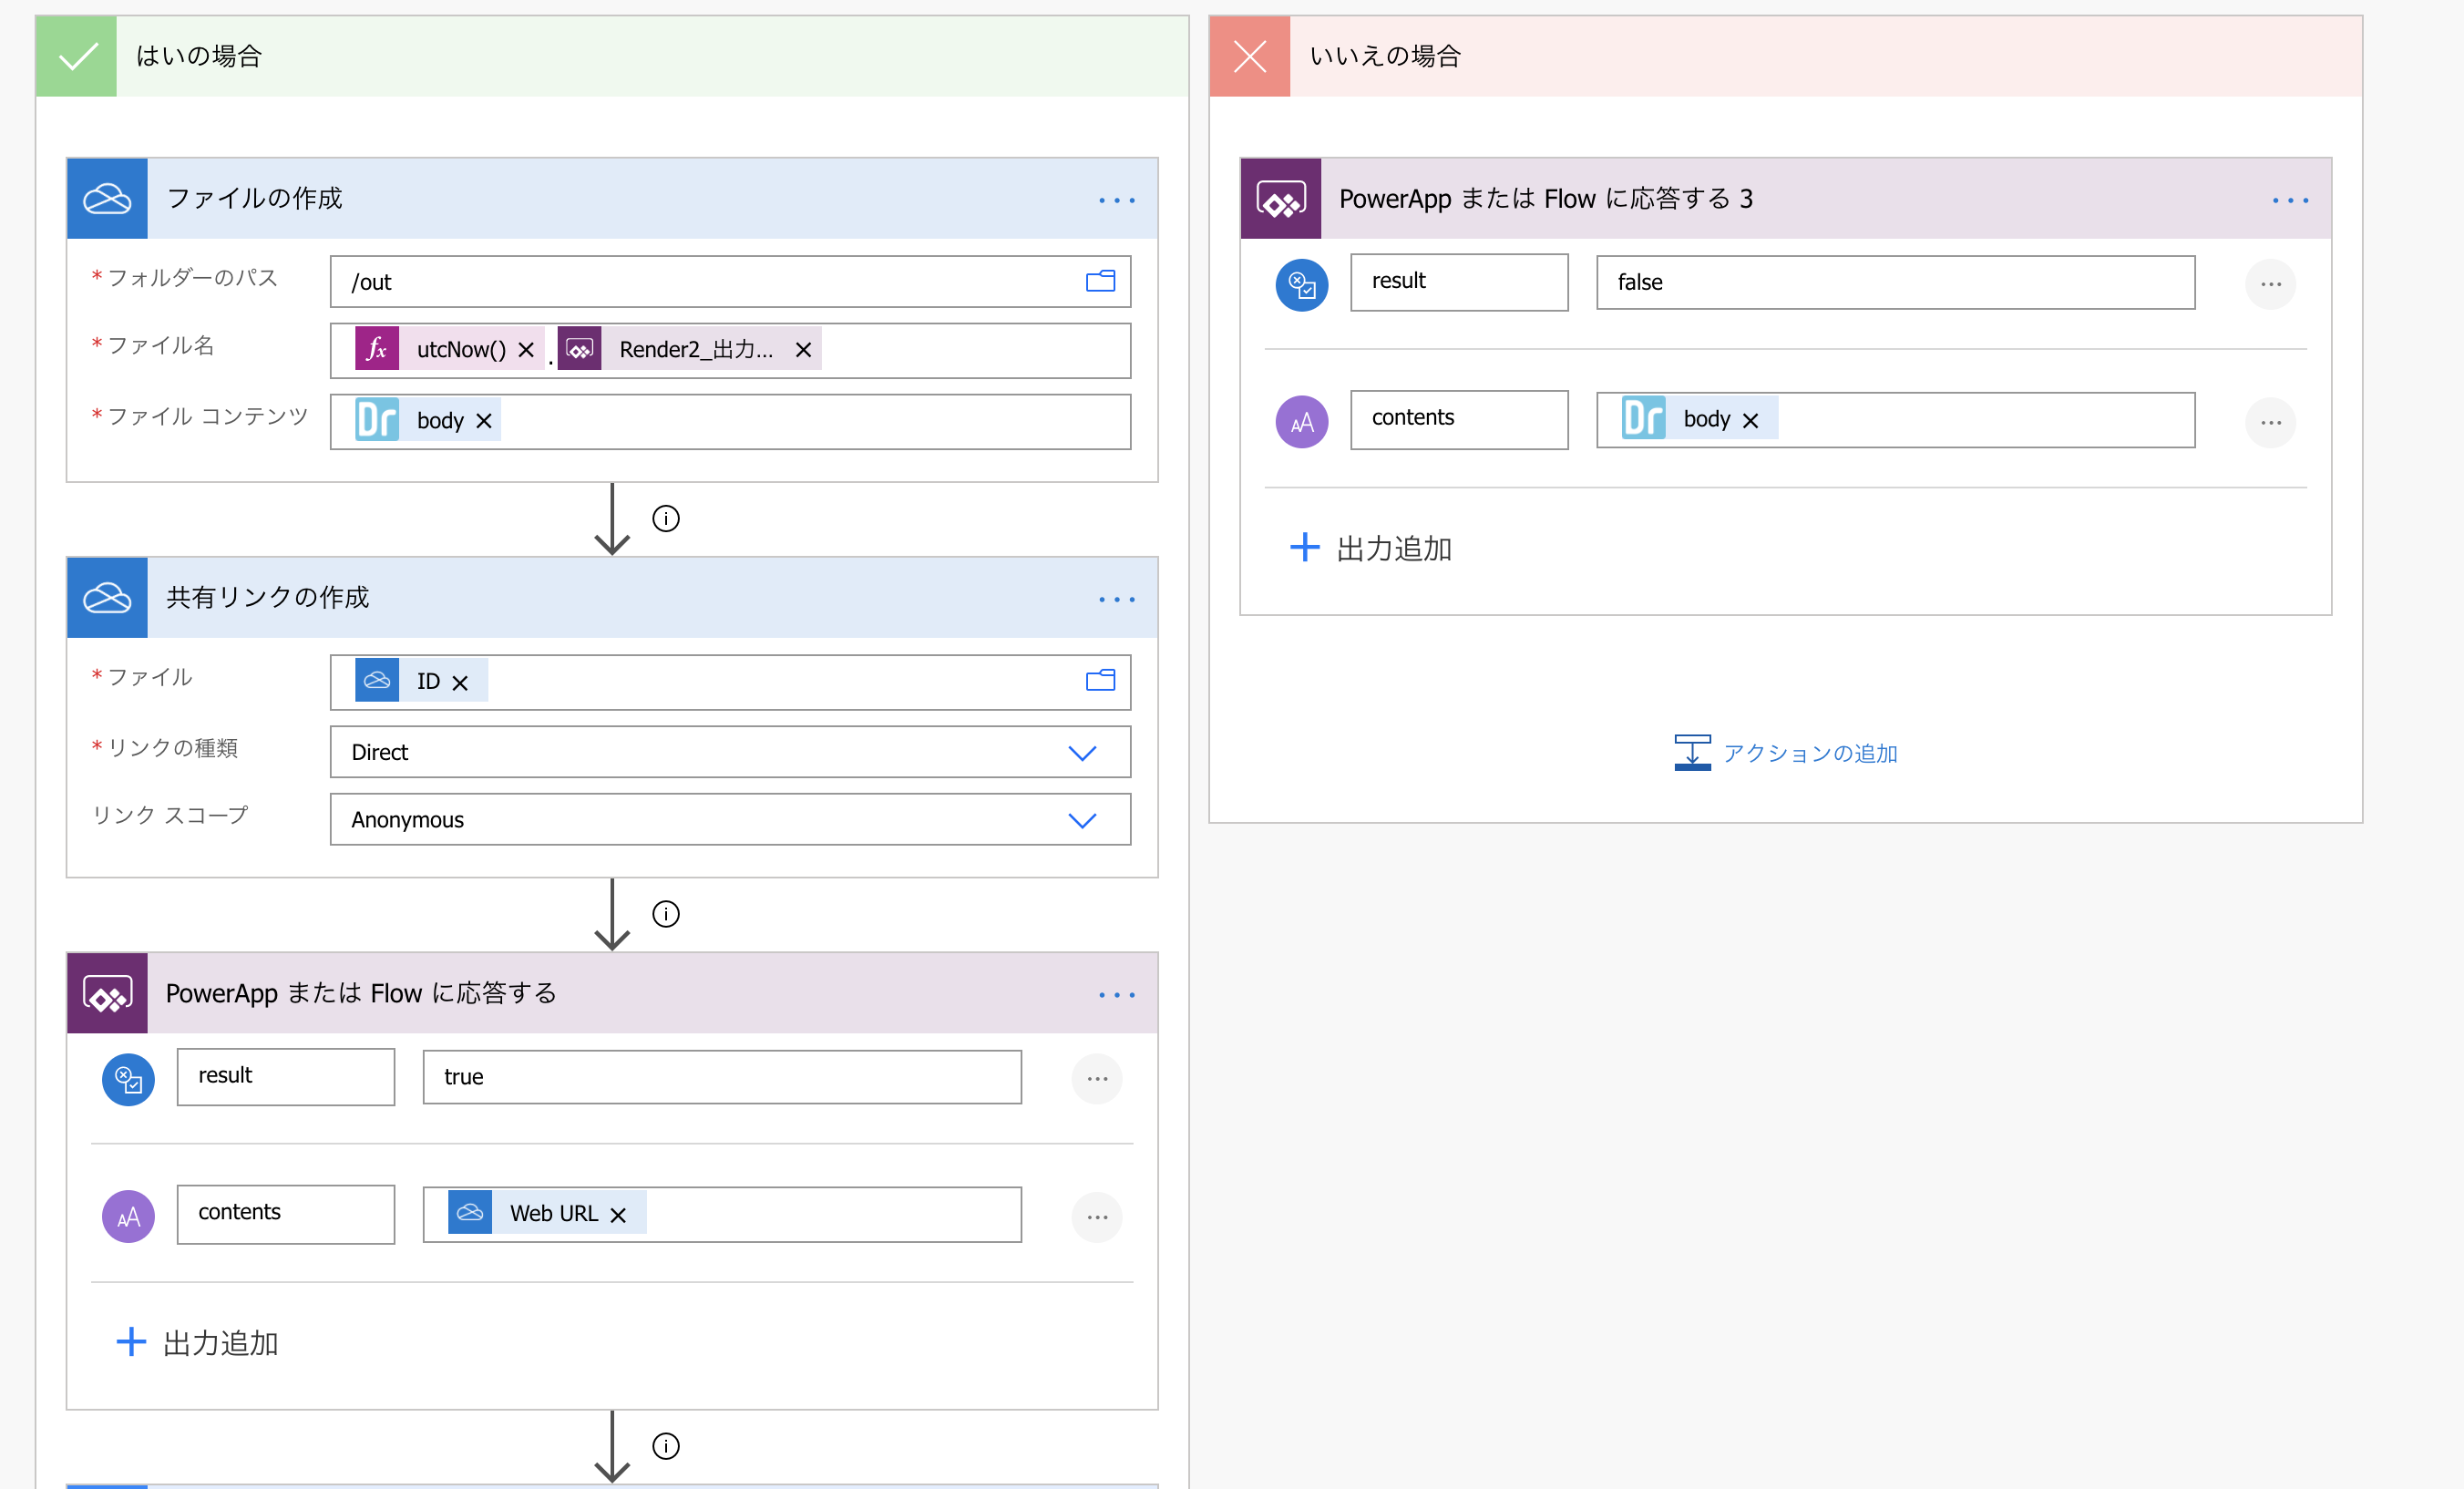 はいの場合
ファイルの作成
* フォルダーのパス
/out
* ファイル名
fx utcNow() . Render2_出力...
* ファイル コンテンツ
Dr body
共有リンクの作成
* ファイル
ID
* リンクの種類
Direct
リンク スコープ
Anonymous
PowerApp または Flow に応答する
result
true
contents
Web URL
出力追加
いいえの場合
PowerApp または Flow に応答する 3
result
false
contents
Dr body
出力追加
アクションの追加